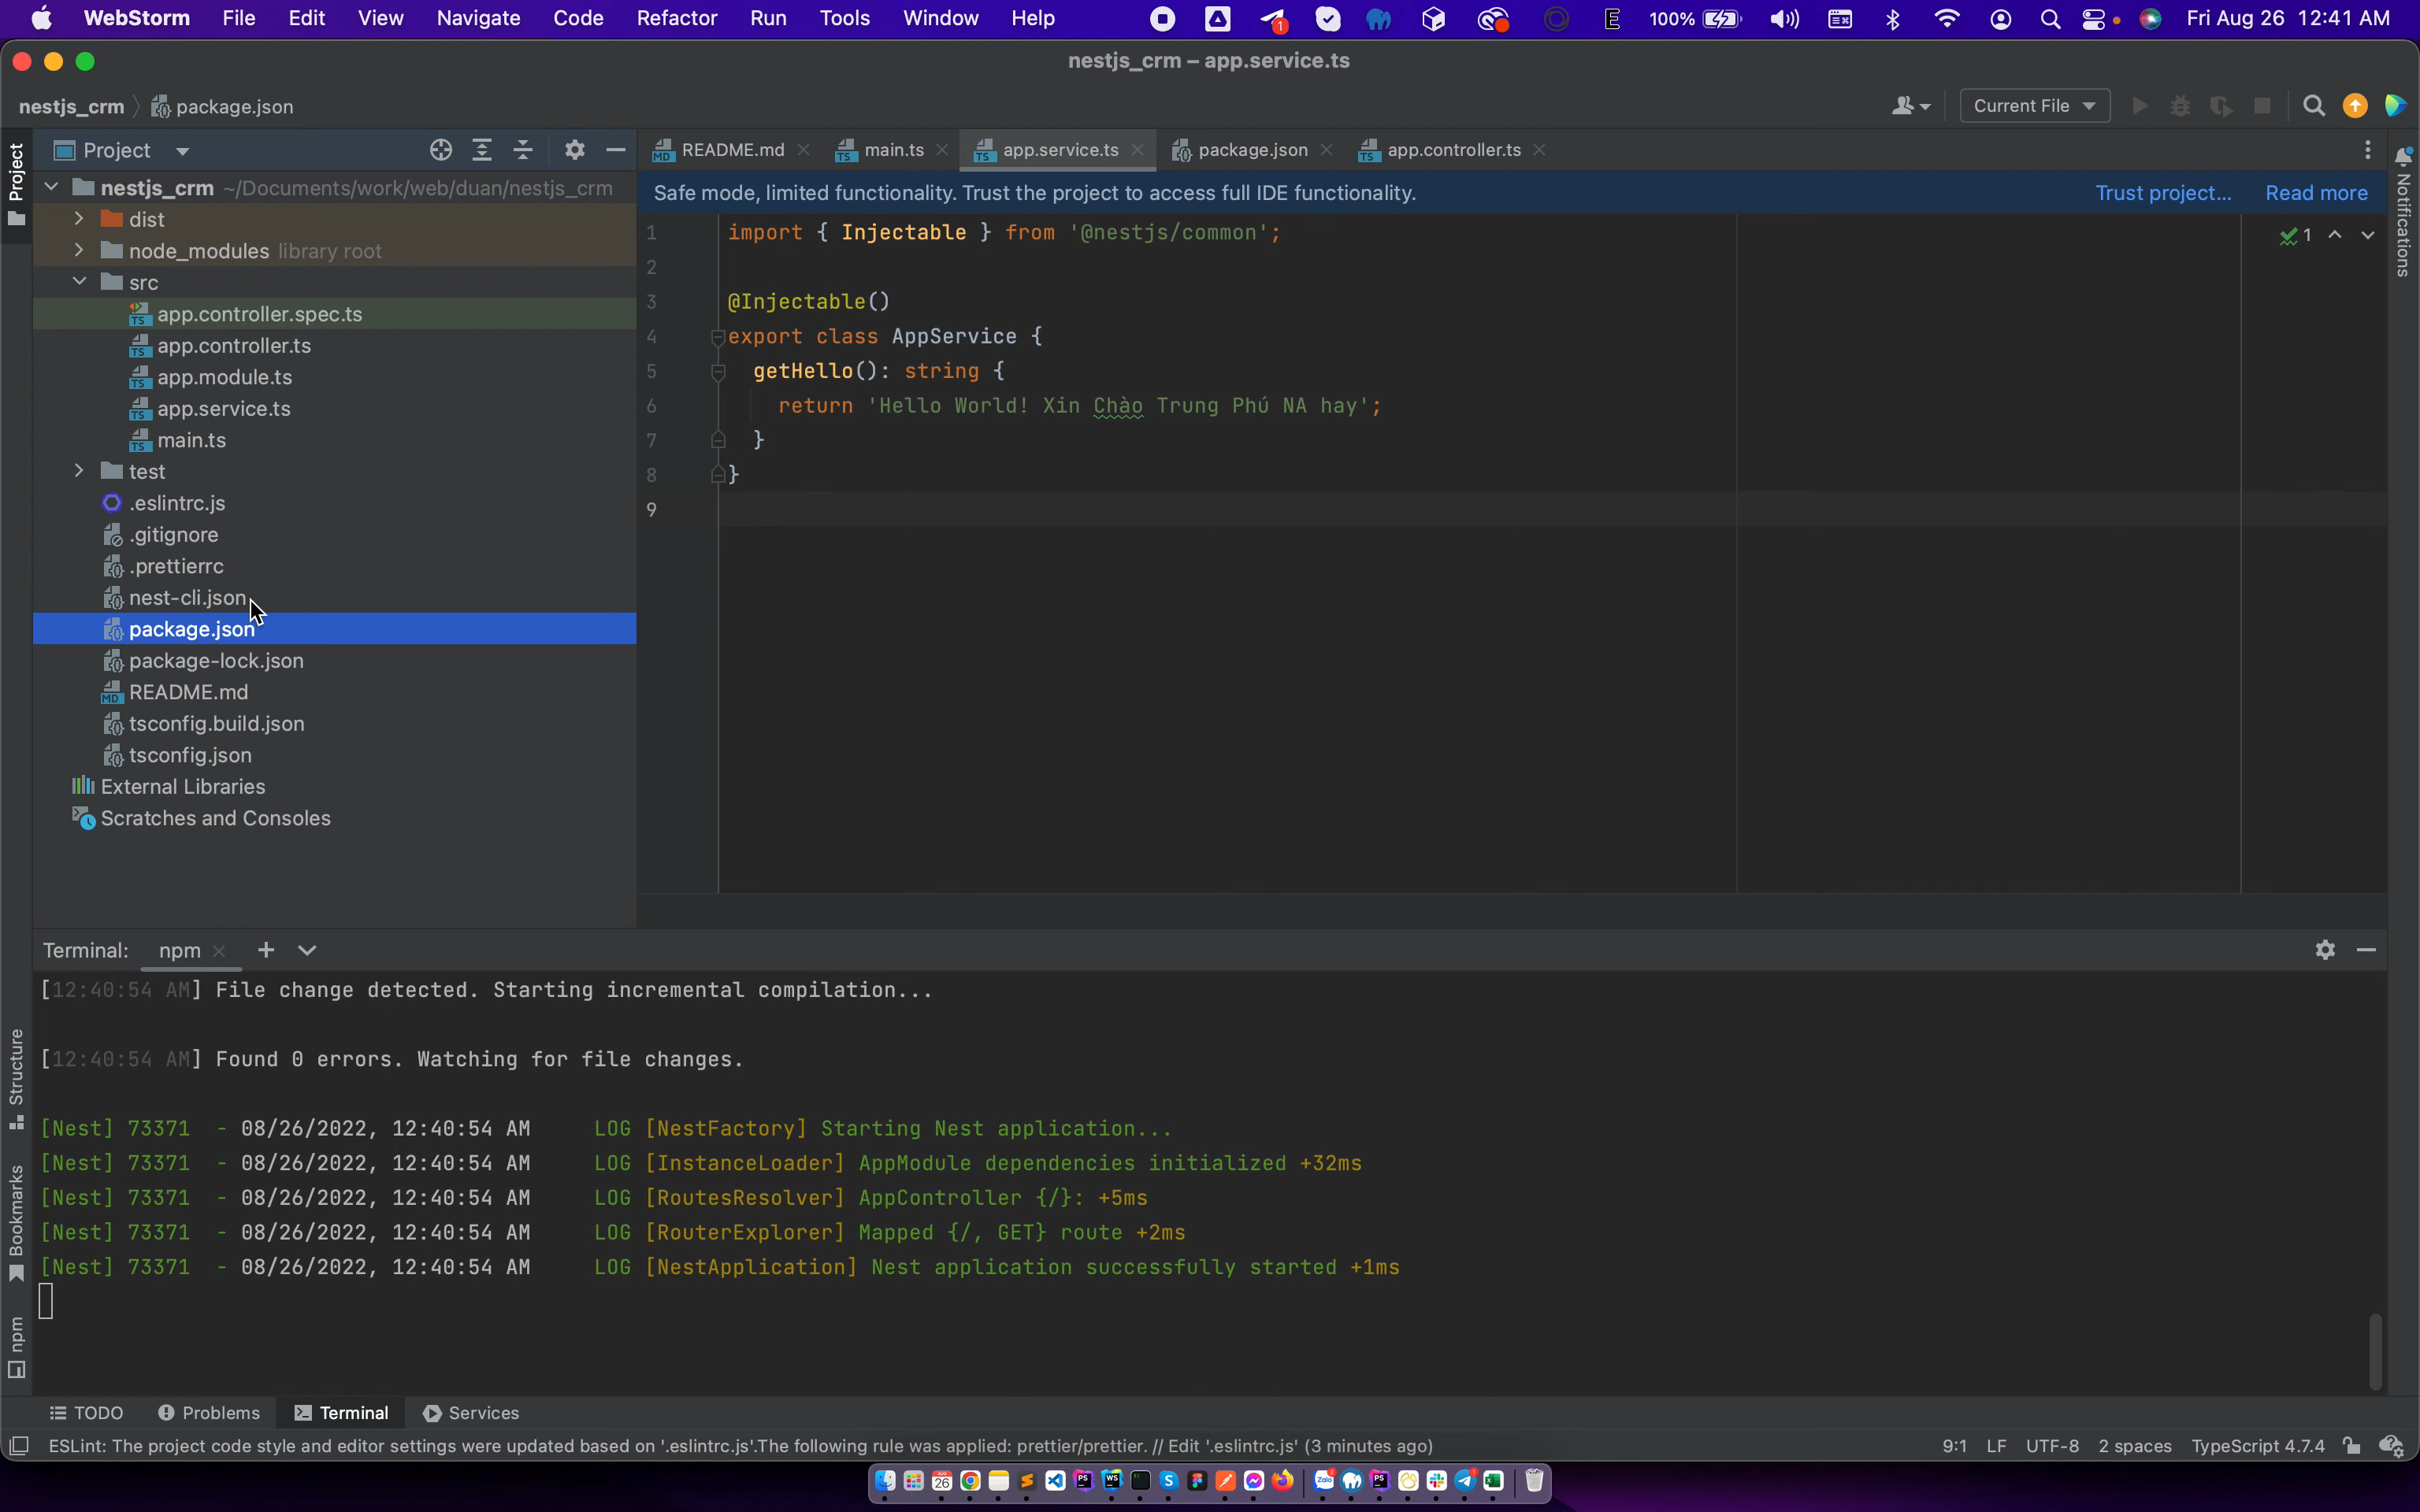 WebStorm File Edit View Navigate Code Refactor Run Tools Window Help 1 E 100% Fri Aug 26 12:41 AM
nestjs_crm – app.service.ts
nestjs_crm package.json Current File
Project Project README.md main.ts app.service.ts package.json app.controller.ts
nestjs_crm ~/Documents/work/web/duan/nestjs_crm
Safe mode, limited functionality. Trust the project to access full IDE functionality. Trust project... Read more
Notifications
dist
node_modules library root
src
app.controller.spec.ts
app.controller.ts
app.module.ts
app.service.ts
main.ts
test
.eslintrc.js
.gitignore
.prettierrc
nest-cli.json
package.json
package-lock.json
README.md
tsconfig.build.json
tsconfig.json
External Libraries
Scratches and Consoles
1 import { Injectable } from '@nestjs/common';
2
3 @Injectable()
4 export class AppService {
5 getHello(): string {
6 return 'Hello World! Xin Chào Trung Phú NA hay';
7 }
8 }
9
1
Terminal: npm
[12:40:54 AM] File change detected. Starting incremental compilation...
[12:40:54 AM] Found 0 errors. Watching for file changes.
[Nest] 73371 - 08/26/2022, 12:40:54 AM LOG [NestFactory] Starting Nest application...
[Nest] 73371 - 08/26/2022, 12:40:54 AM LOG [InstanceLoader] AppModule dependencies initialized +32ms
[Nest] 73371 - 08/26/2022, 12:40:54 AM LOG [RoutesResolver] AppController {/}: +5ms
[Nest] 73371 - 08/26/2022, 12:40:54 AM LOG [RouterExplorer] Mapped {/, GET} route +2ms
[Nest] 73371 - 08/26/2022, 12:40:54 AM LOG [NestApplication] Nest application successfully started +1ms
Structure
Bookmarks
npm
TODO Problems Terminal Services
ESLint: The project code style and editor settings were updated based on '.eslintrc.js'.The following rule was applied: prettier/prettier. // Edit '.eslintrc.js' (3 minutes ago) 9:1 LF UTF-8 2 spaces TypeScript 4.7.4
26 PS WS PS